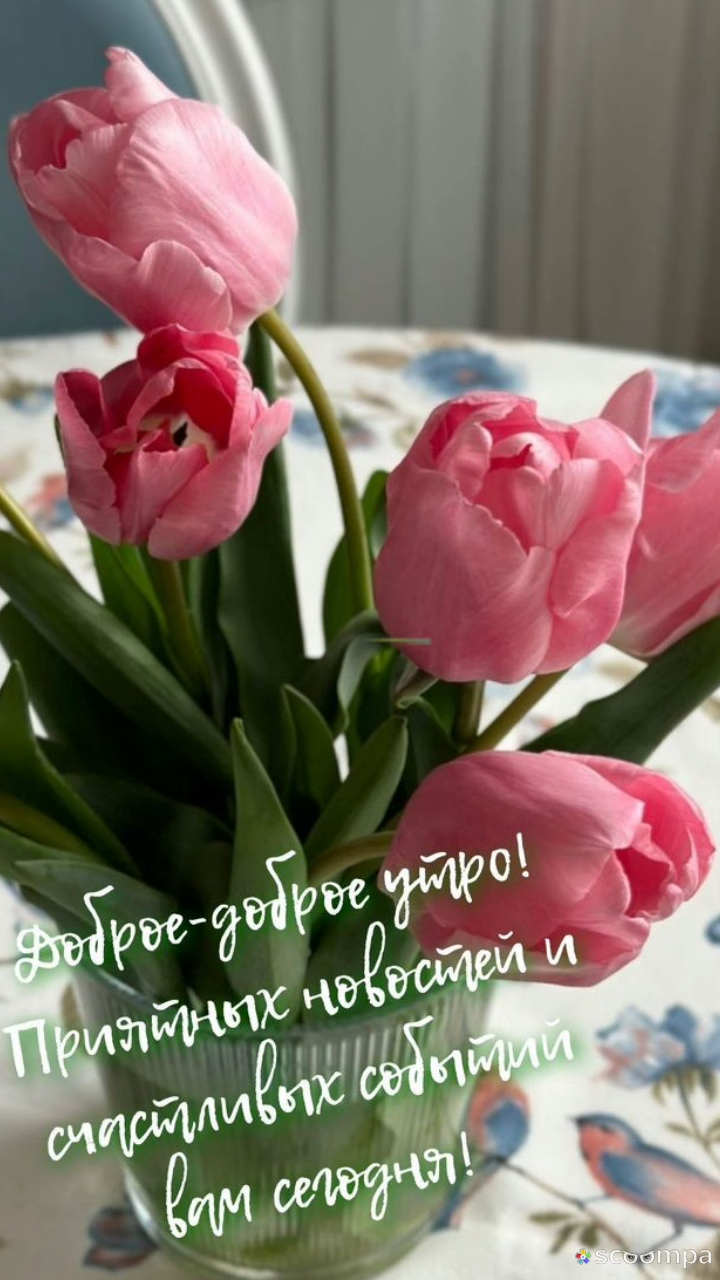 Доброе-доброе утро!
Приятных новостей и
счастливых событий
вам сегодня!
scoompa